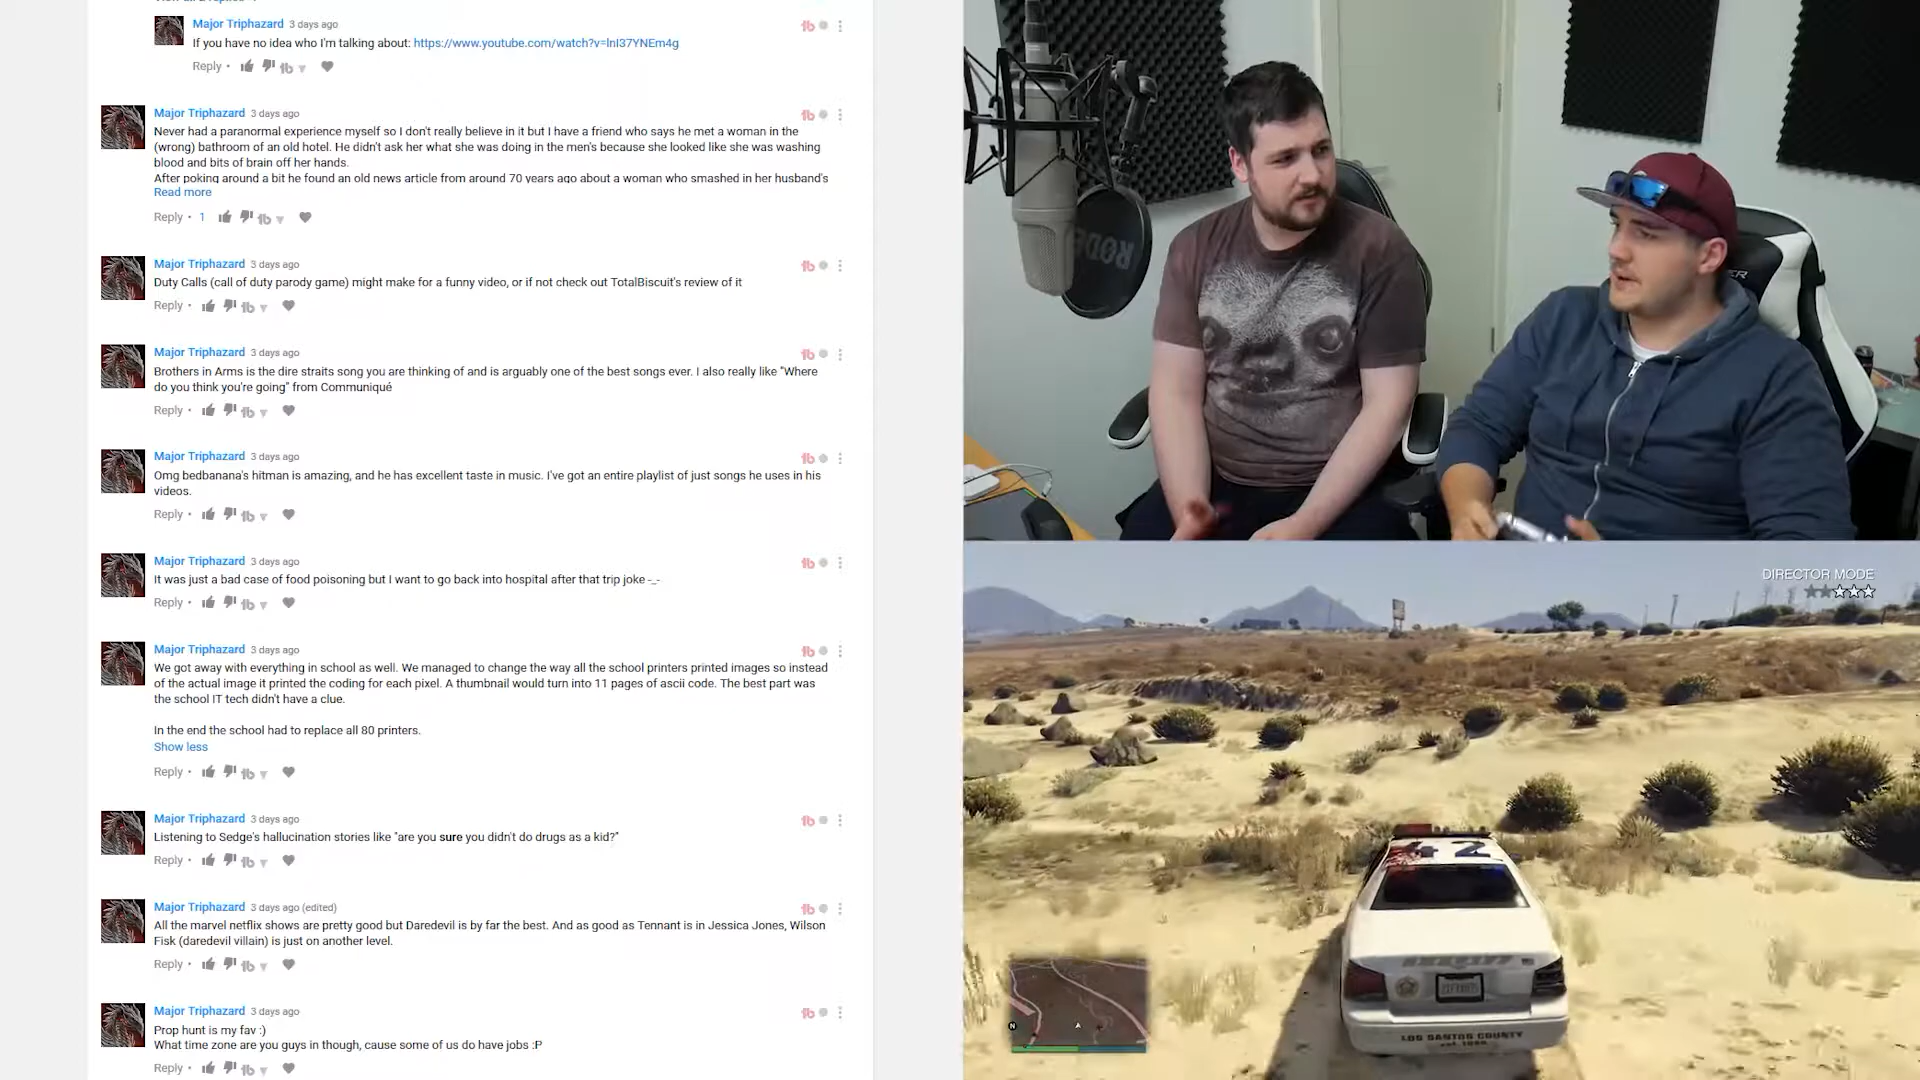 Major Triphazard 3 days ago
If you have no idea who I'm talking about: https://www.youtube.com/watch?v=lnI37YNEm4g
Reply •
Major Triphazard 3 days ago
Never had a paranormal experience myself so I don't really believe in it but I have a friend who says he met a woman in the
(wrong) bathroom of an old hotel. He didn't ask her what she was doing in the men's because she looked like she was washing
blood and bits of brain off her hands.
After poking around a bit he found an old news article from around 70 years ago about a woman who smashed in her husband's
Read more
Reply • 1
Major Triphazard 3 days ago
Duty Calls (call of duty parody game) might make for a funny video, or if not check out TotalBiscuit's review of it
Reply •
Major Triphazard 3 days ago
Brothers in Arms is the dire straits song you are thinking of and is arguably one of the best songs ever. I also really like "Where
do you think you're going" from Communiqué
Reply •
Major Triphazard 3 days ago
Omg bedbanana's hitman is amazing, and he has excellent taste in music. I've got an entire playlist of just songs he uses in his
videos.
Reply •
Major Triphazard 3 days ago
It was just a bad case of food poisoning but I want to go back into hospital after that trip joke -_-
Reply •
Major Triphazard 3 days ago
We got away with everything in school as well. We managed to change the way all the school printers printed images so instead
of the actual image it printed the coding for each pixel. A thumbnail would turn into 11 pages of ascii code. The best part was
the school IT tech didn't have a clue.
In the end the school had to replace all 80 printers.
Show less
Reply •
Major Triphazard 3 days ago
Listening to Sedge's hallucination stories like "are you sure you didn't do drugs as a kid?"
Reply •
Major Triphazard 3 days ago (edited)
All the marvel netflix shows are pretty good but Daredevil is by far the best. And as good as Tennant is in Jessica Jones, Wilson
Fisk (daredevil villain) is just on another level.
Reply •
Major Triphazard 3 days ago
Prop hunt is my fav :)
What time zone are you guys in though, cause some of us do have jobs :P
Reply •
RODE
DIRECTOR MODE
42
N
LOS SANTOS COUNTY